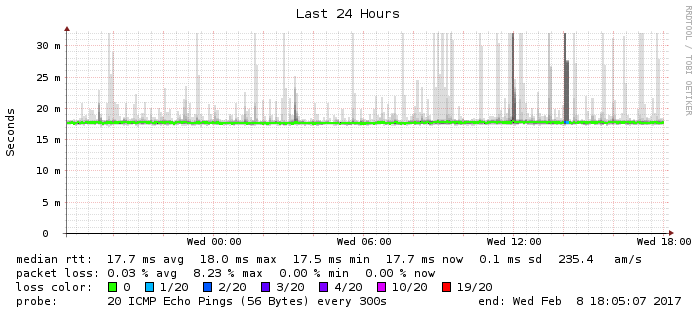 Last 24 Hours
RRDTOOL / TOBI OETIKER
Seconds
30 m
25 m
20 m
15 m
10 m
5 m
0
Wed 00:00 Wed 06:00 Wed 12:00 Wed 18:00
median rtt: 17.7 ms avg 18.0 ms max 17.5 ms min 17.7 ms now 0.1 ms sd 235.4 am/s
packet loss: 0.03 % avg 8.23 % max 0.00 % min 0.00 % now
loss color: 0 1/20 2/20 3/20 4/20 10/20 19/20
probe: 20 ICMP Echo Pings (56 Bytes) every 300s end: Wed Feb 8 18:05:07 2017